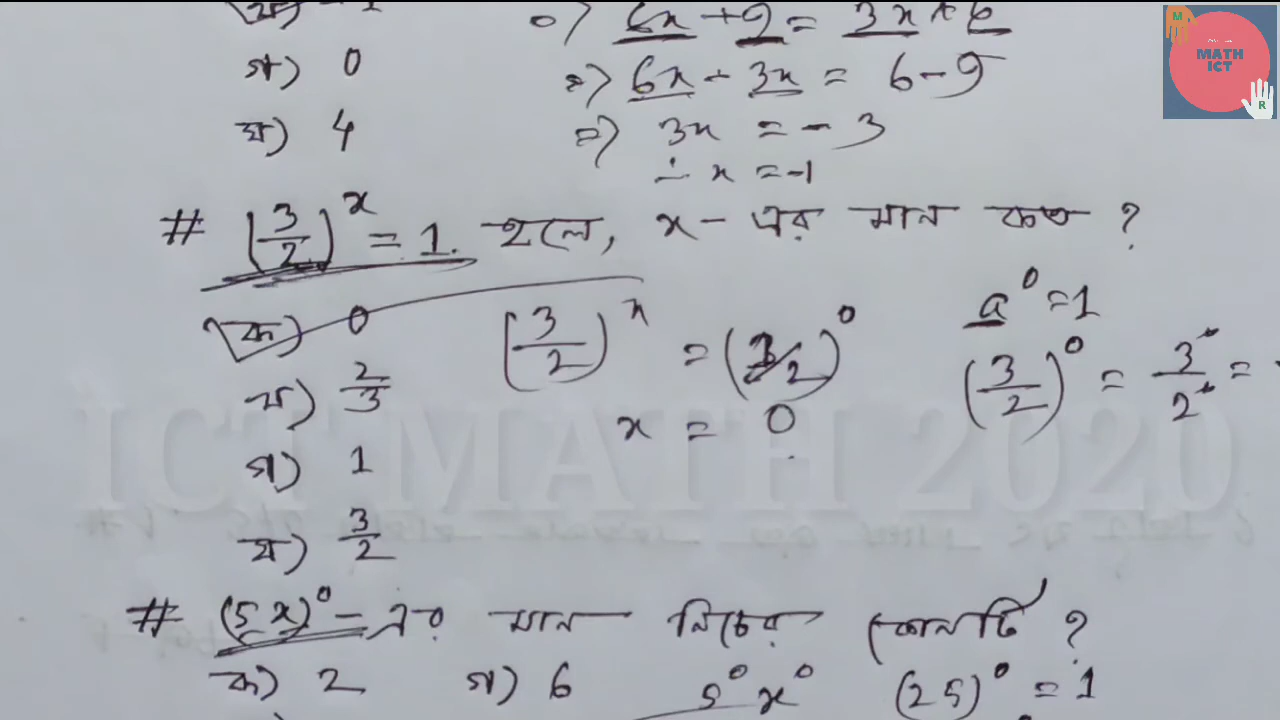 ⇒) 6x + 9 = 3x + 6
গ) 0
⇒) 6x - 3x = 6-9
ঘ) 4
⇒) 3x = - 3
∴ x = -1
# (3/2)^x = 1. হলে, x - এর মান কত ?
ক) 0
(3/2)^x = (3/2)^0
a^0 = 1
খ) 2/3
x = 0
(3/2)^0 = 3^0/2^0 =
গ) 1
ঘ) 3/2
# (5x)^0 - এর মান নিচের কোনটি ?
ক) 2 গ) 6
5^0 x^0 (25)^0 = 1
MATH
ICT
M
R
ICT MATH 2020